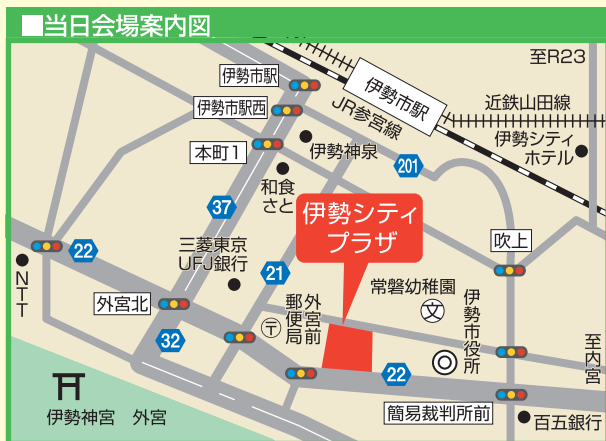 ■当日会場案内図
至R23
伊勢市駅
伊勢市駅
近鉄山田線
伊勢市駅西
JR参宮線
伊勢シティ
ホテル
本町1
伊勢神泉
201
和食
さと
37
伊勢シティ
プラザ
吹上
22
三菱東京
UFJ銀行
21
NTT
常磐幼稚園
文
外宮北
外宮前
郵便局
〒
伊勢市役所
32
至内宮
22
簡易裁判所前
百五銀行
伊勢神宮 外宮